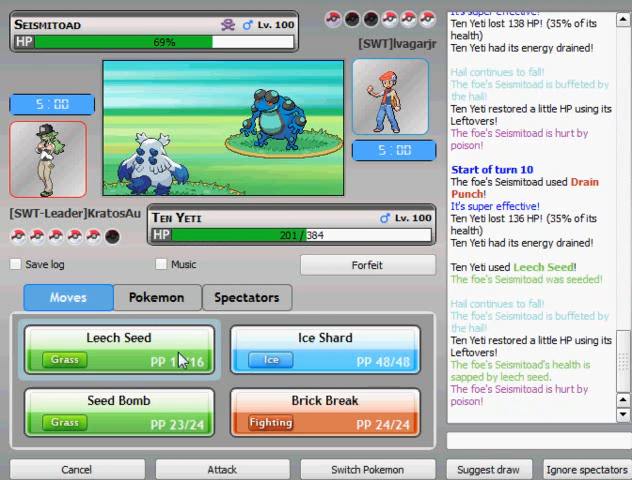 SEISMITOAD ♂ Lv. 100
HP 69%
[SWT]lvagarjr
5 : 00
5 : 00
[SWT-Leader]KratosAu
TEN YETI ♂ Lv. 100
HP 201 / 384
Save log
Music
Forfeit
Moves
Pokemon
Spectators
Leech Seed
Grass
Ice Shard
Ice PP 48/48
Seed Bomb
Grass PP 23/24
Brick Break
Fighting PP 24/24
Cancel
Attack
Switch Pokemon
Ten Yeti lost 138 HP! (35% of its
health)
Ten Yeti had its energy drained!
Hail continues to fall!
The foe's Seismitoad is buffeted by
the hail!
Ten Yeti restored a little HP using its
Leftovers!
The foe's Seismitoad is hurt by
poison!
Start of turn 10
The foe's Seismitoad used Drain
Punch!
It's super effective!
Ten Yeti lost 136 HP! (35% of its
health)
Ten Yeti had its energy drained!
Ten Yeti used Leech Seed!
The foe's Seismitoad was seeded!
Hail continues to fall!
The foe's Seismitoad is buffeted by
the hail!
Ten Yeti restored a little HP using its
Leftovers!
The foe's Seismitoad's health is
sapped by leech seed.
The foe's Seismitoad is hurt by
poison!
Suggest draw
Ignore spectators